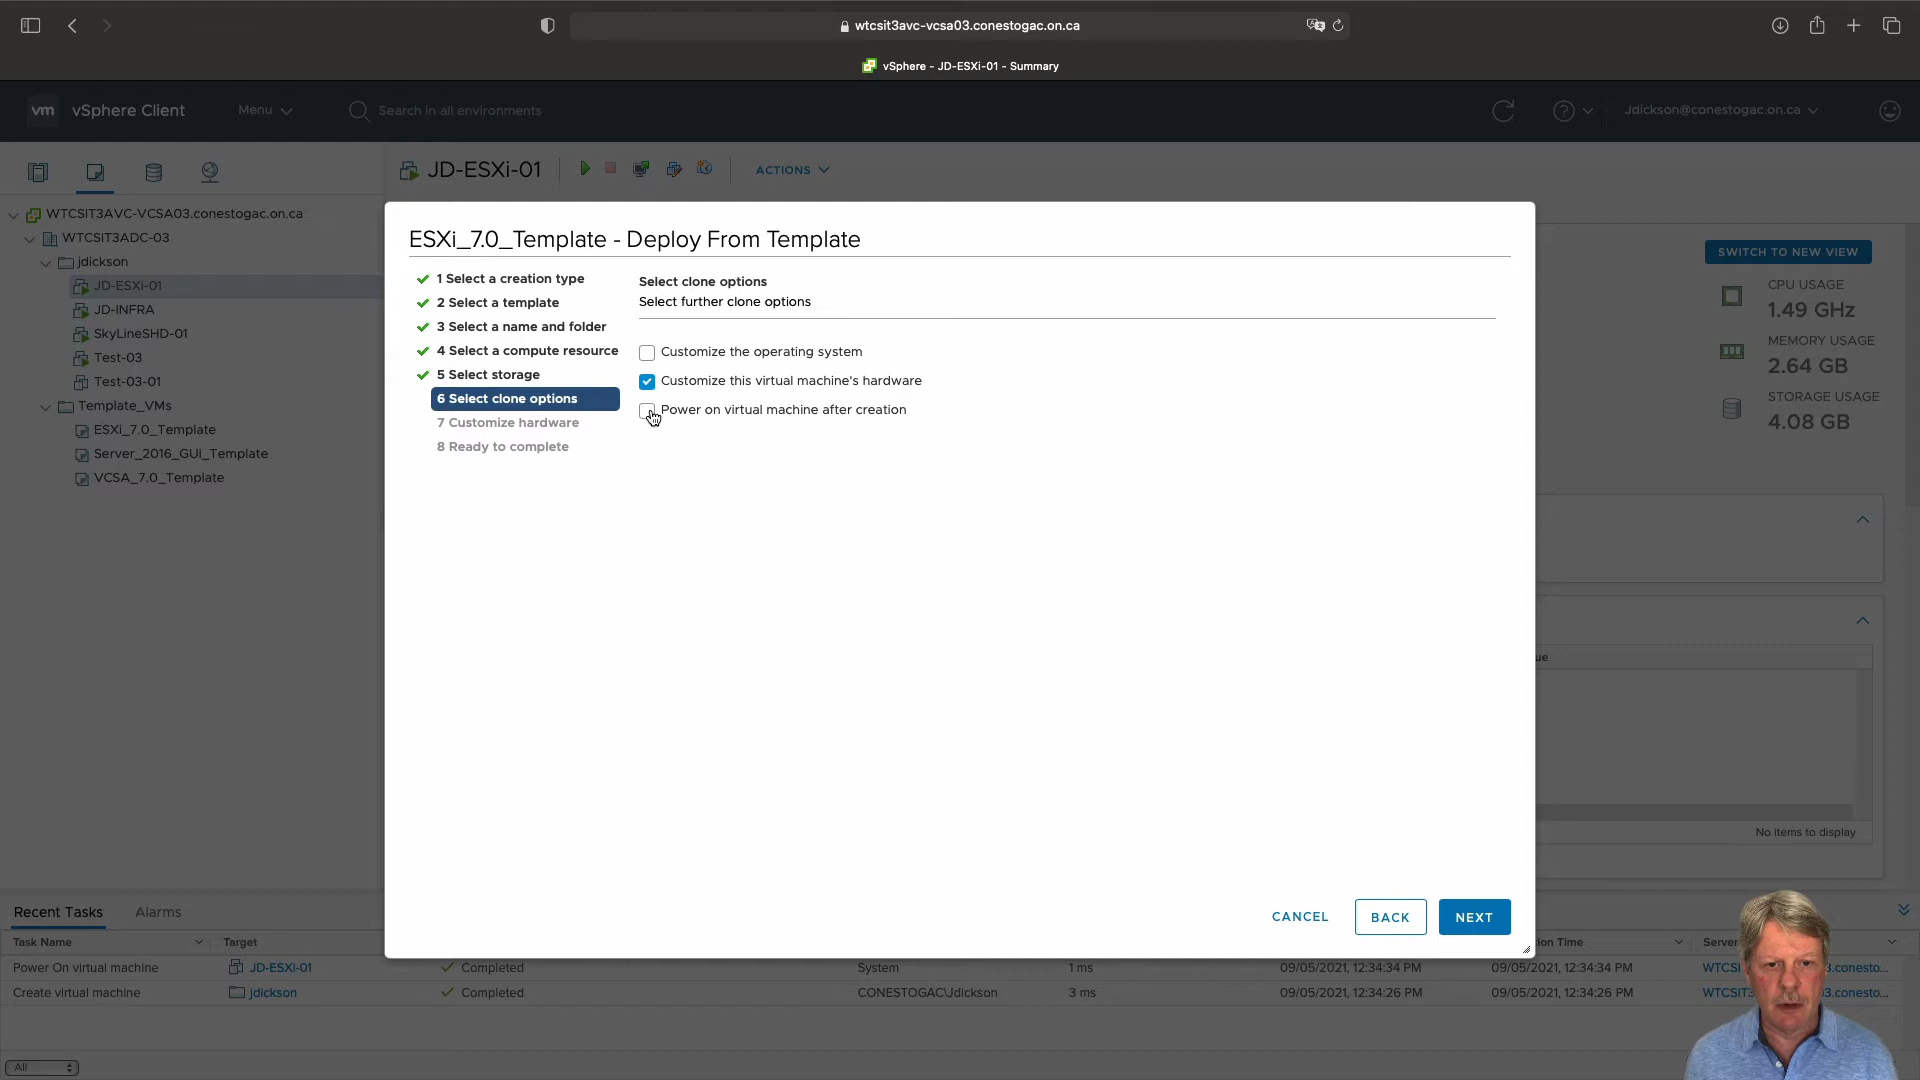 wtcsit3avc-vcsa03.conestogac.on.ca
vSphere - JD-ESXi-01 - Summary
vm vSphere Client Menu Search in all environments Jdickson@conestogac.on.ca
JD-ESXi-01 ACTIONS
WTCSIT3AVC-VCSA03.conestogac.on.ca
WTCSIT3ADC-03
jdickson
JD-ESXi-01
JD-INFRA
SkyLineSHD-01
Test-03
Test-03-01
Template_VMs
ESXi_7.0_Template
Server_2016_GUI_Template
VCSA_7.0_Template
ESXi_7.0_Template - Deploy From Template
1 Select a creation type
2 Select a template
3 Select a name and folder
4 Select a compute resource
5 Select storage
6 Select clone options
7 Customize hardware
8 Ready to complete
Select clone options
Select further clone options
Customize the operating system
Customize this virtual machine's hardware
Power on virtual machine after creation
CANCEL BACK NEXT
SWITCH TO NEW VIEW
CPU USAGE
1.49 GHz
MEMORY USAGE
2.64 GB
STORAGE USAGE
4.08 GB
ue
No items to display
Recent Tasks Alarms
Task Name Target ion Time Server
Power On virtual machine JD-ESXi-01 Completed System 1 ms 09/05/2021, 12:34:34 PM 09/05/2021, 12:34:34 PM WTCSI 3.conesto...
Create virtual machine jdickson Completed CONESTOGAC\Jdickson 3 ms 09/05/2021, 12:34:26 PM 09/05/2021, 12:34:26 PM WTCSIT3 3.conesto...
All